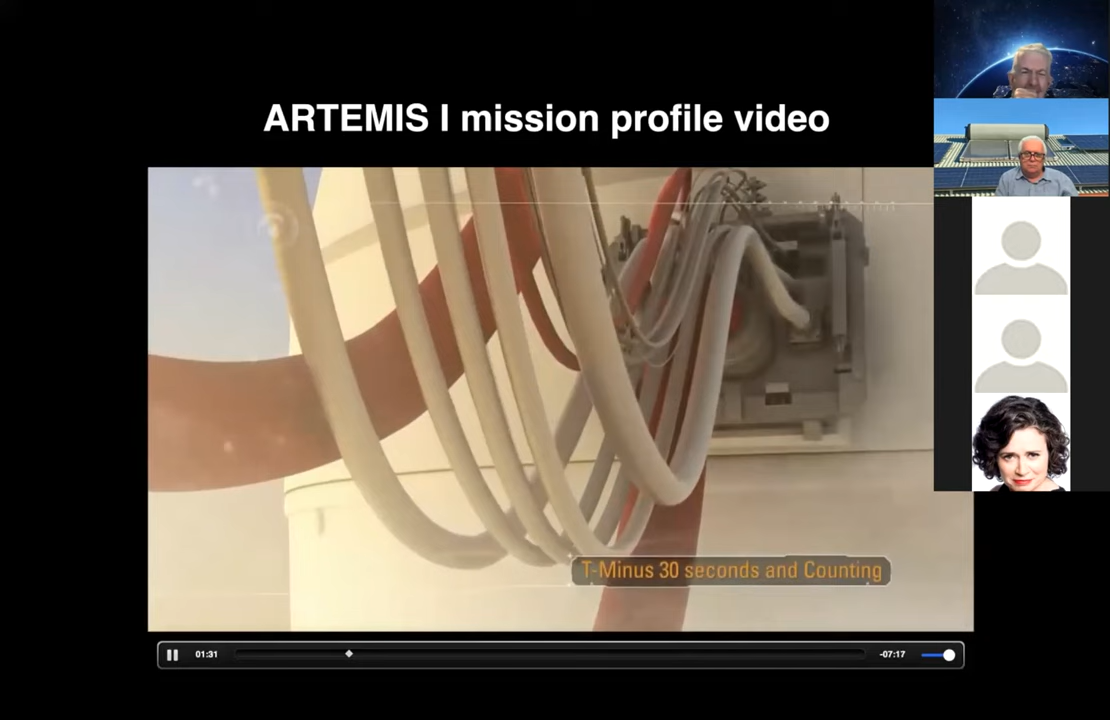 ARTEMIS I mission profile video
T-Minus 30 seconds and Counting
01:31
-07:17